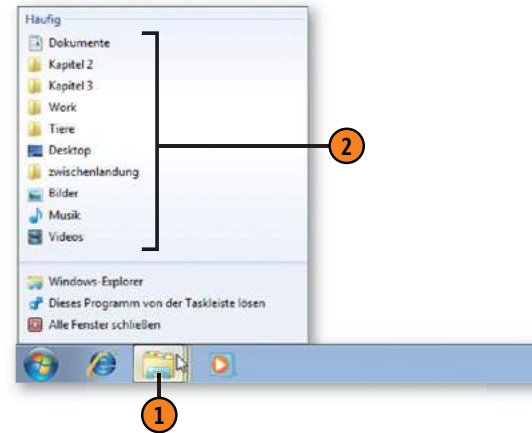 Häufig
Dokumente
Kapitel 2
Kapitel 3
Work
Tiere
Desktop
zwischenlandung
Bilder
Musik
Videos
Windows-Explorer
Dieses Programm von der Taskleiste lösen
Alle Fenster schließen
2
1